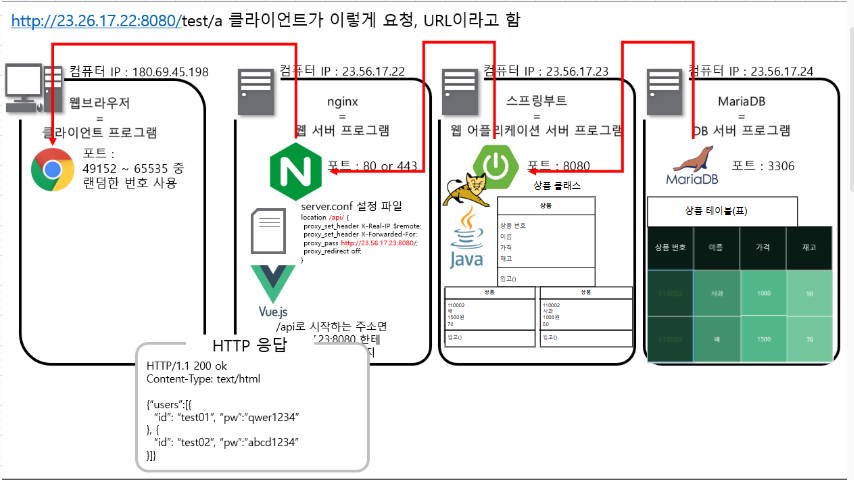 http://23.26.17.22:8080/test/a 클라이언트가 이렇게 요청, URL이라고 함
컴퓨터 IP : 180.69.45.198
웹브라우저
=
클라이언트 프로그램
포트 :
49152 ~ 65535 중
랜덤한 번호 사용
컴퓨터 IP : 23.56.17.22
nginx
=
웹 서버 프로그램
포트 : 80 or 443
server.conf 설정 파일
location /api/ {
proxy_set_header X-Real-IP $remote:
proxy_set_header X-Forwarded-For:
proxy_pass http://23.56.17.23:8080/;
proxy_redirect off:
}
Vue.js
/api로 시작하는 주소면
23:8080 한테
지
컴퓨터 IP : 23.56.17.23
스프링부트
=
웹 어플리케이션 서버 프로그램
포트 : 8080
상품 클래스
상품
상품 번호
이름
가격
재고
입고()
Java
상품
110002
배
1500원
70
입고()
상품
110002
사과
1000원
50
입고()
컴퓨터 IP : 23.56.17.24
MariaDB
=
DB 서버 프로그램
MariaDB
포트 : 3306
상품 테이블(표)
상품 번호 이름 가격 재고
사과 1000 50
배 1500 70
HTTP 응답
HTTP/1.1 200 ok
Content-Type: text/html
{"users":[{
"id": "test01", "pw":"qwer1234"
}, {
"id": "test02", "pw":"abcd1234"
}]}